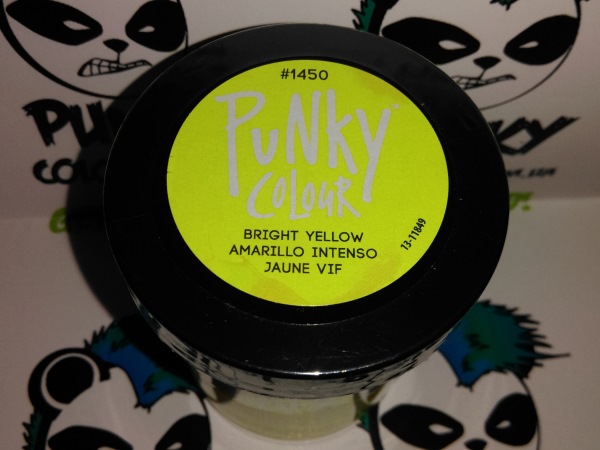 #1450
PUNKY
COLOUR
BRIGHT YELLOW
AMARILLO INTENSO
JAUNE VIF
13-11849